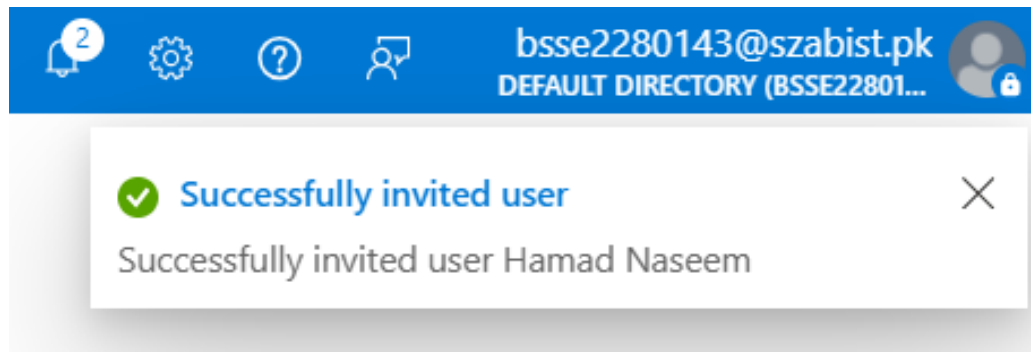 2
bsse2280143@szabist.pk
DEFAULT DIRECTORY (BSSE22801...
Successfully invited user
Successfully invited user Hamad Naseem